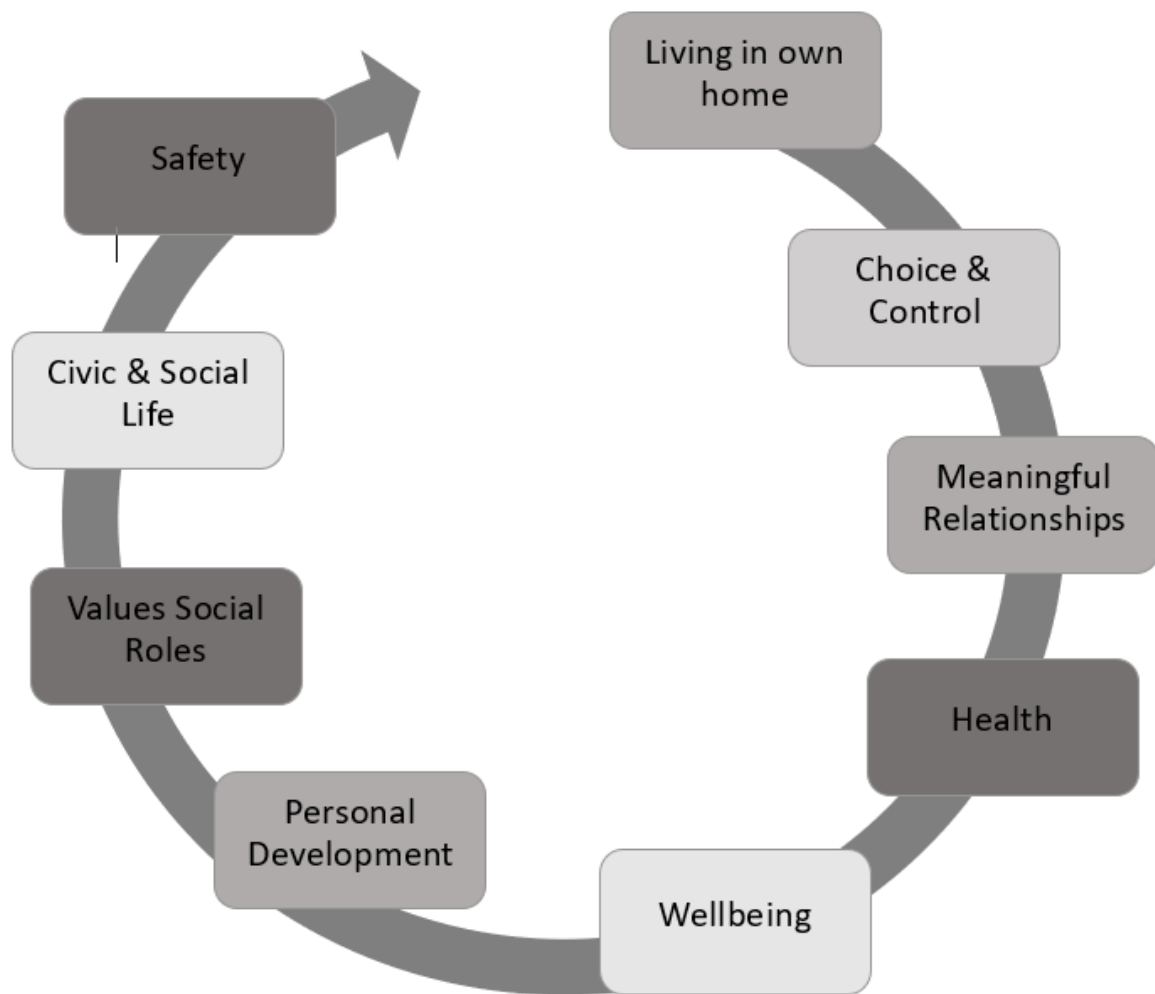 Living in own
home
Choice &
Control
Meaningful
Relationships
Health
Wellbeing
Personal
Development
Values Social
Roles
Civic & Social
Life
Safety